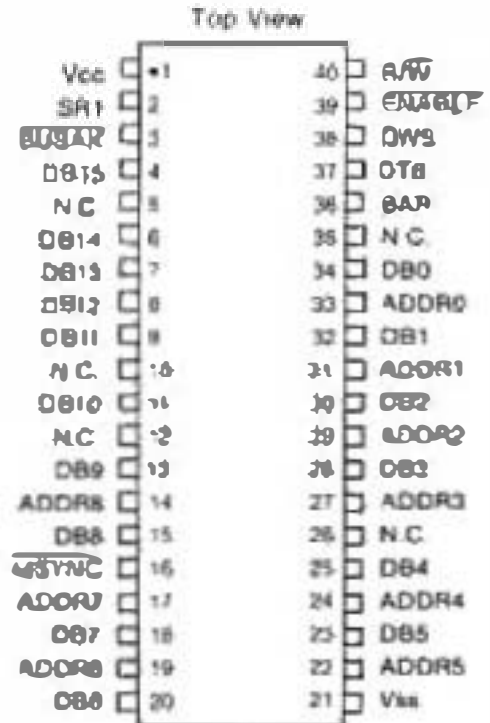 Top View
Vcc •1 40 R/W
SR1 2 39 ENABLE
3 38 DWS
DB15 4 37 DTB
NC 5 36 BAR
DB14 6 35 N.C.
DB13 7 34 DB0
DB12 8 33 ADDR0
DB11 9 32 DB1
N.C. 10 31 ADDR1
DB10 11 30 DB2
NC 12 29 ADDR2
DB9 13 28 DB3
ADDR8 14 27 ADDR3
DB8 15 26 N.C.
16 25 DB4
ADDR7 17 24 ADDR4
DB7 18 23 DB5
ADDR6 19 22 ADDR5
DB6 20 21 Vss